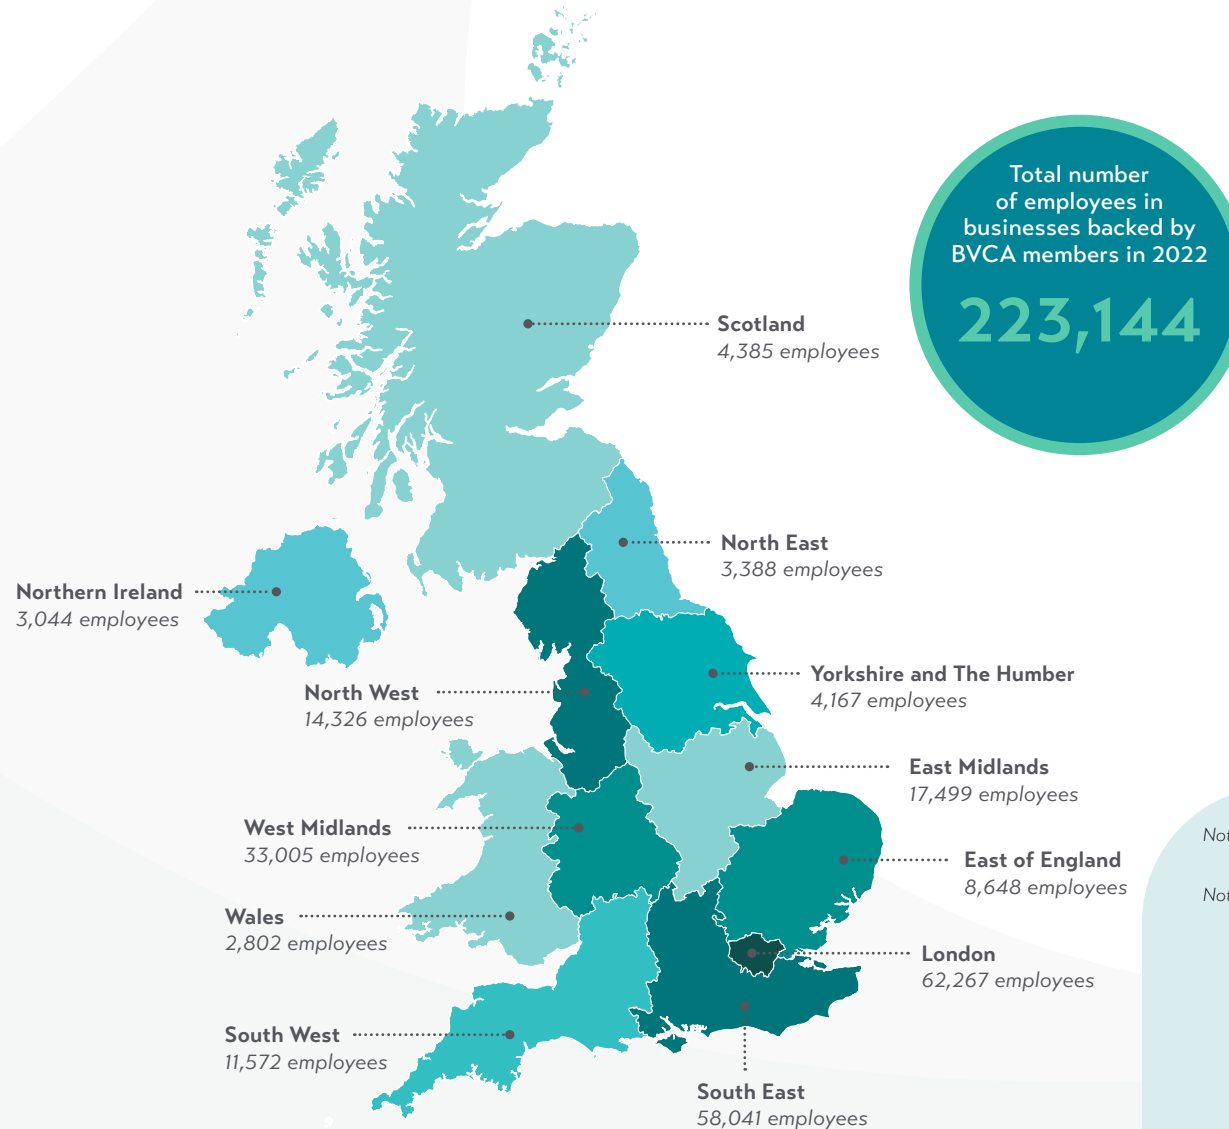 Total number
of employees in
businesses backed by
BVCA members in 2022
223,144
Scotland
4,385 employees
North East
3,388 employees
Northern Ireland
3,044 employees
Yorkshire and The Humber
4,167 employees
North West
14,326 employees
East Midlands
17,499 employees
West Midlands
33,005 employees
East of England
8,648 employees
Wales
2,802 employees
London
62,267 employees
South West
11,572 employees
South East
58,041 employees